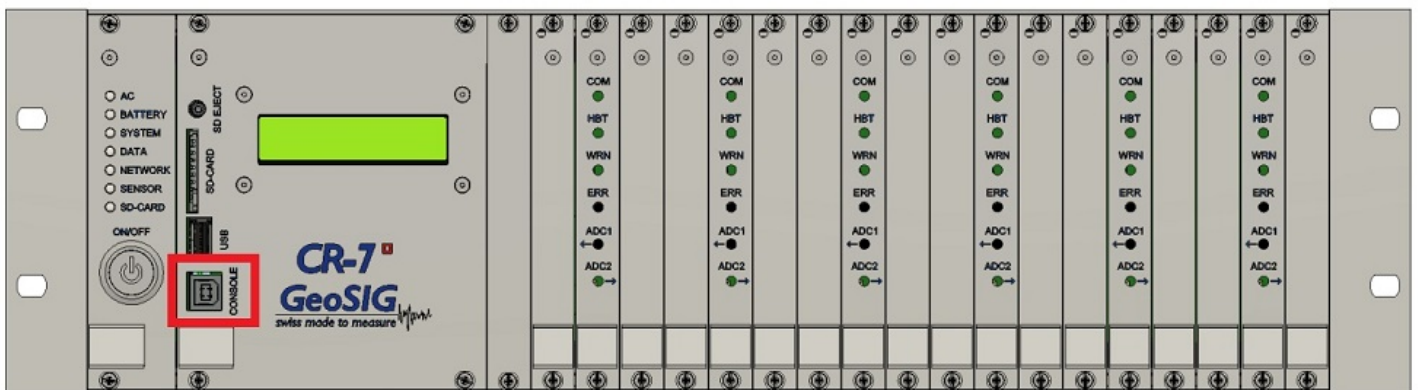 AC
BATTERY
SYSTEM
DATA
NETWORK
SENSOR
SD-CARD
ON/OFF
SD EJECT
SD-CARD
USB
CONSOLE
CR-7
GeoSIG
swiss made to measure
COM
HBT
WRN
ERR
ADC1
ADC2
COM
HBT
WRN
ERR
ADC1
ADC2
COM
HBT
WRN
ERR
ADC1
ADC2
COM
HBT
WRN
ERR
ADC1
ADC2
COM
HBT
WRN
ERR
ADC1
ADC2
COM
HBT
WRN
ERR
ADC1
ADC2